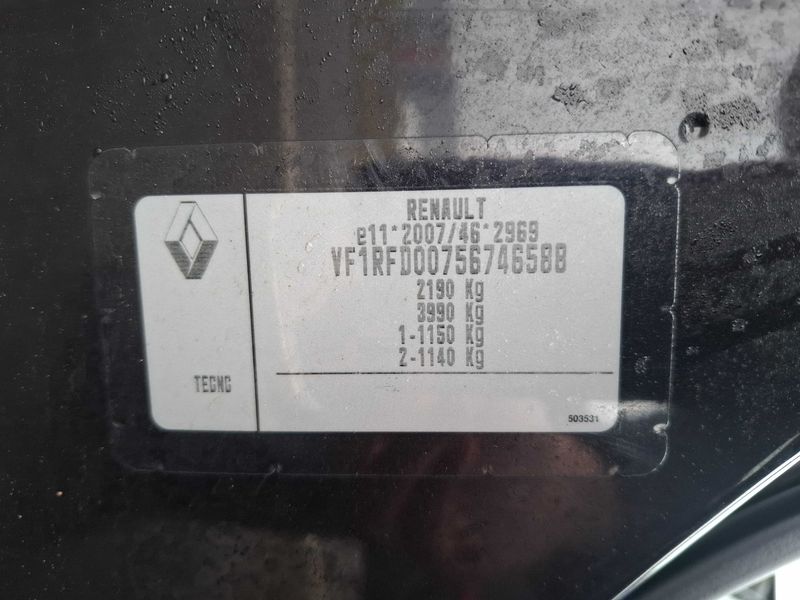 RENAULT
e11*2007/46*2969
VF1RFD00756746588
2190 Kg
3990 Kg
1-1150 Kg
2-1140 Kg
TECNG
503531